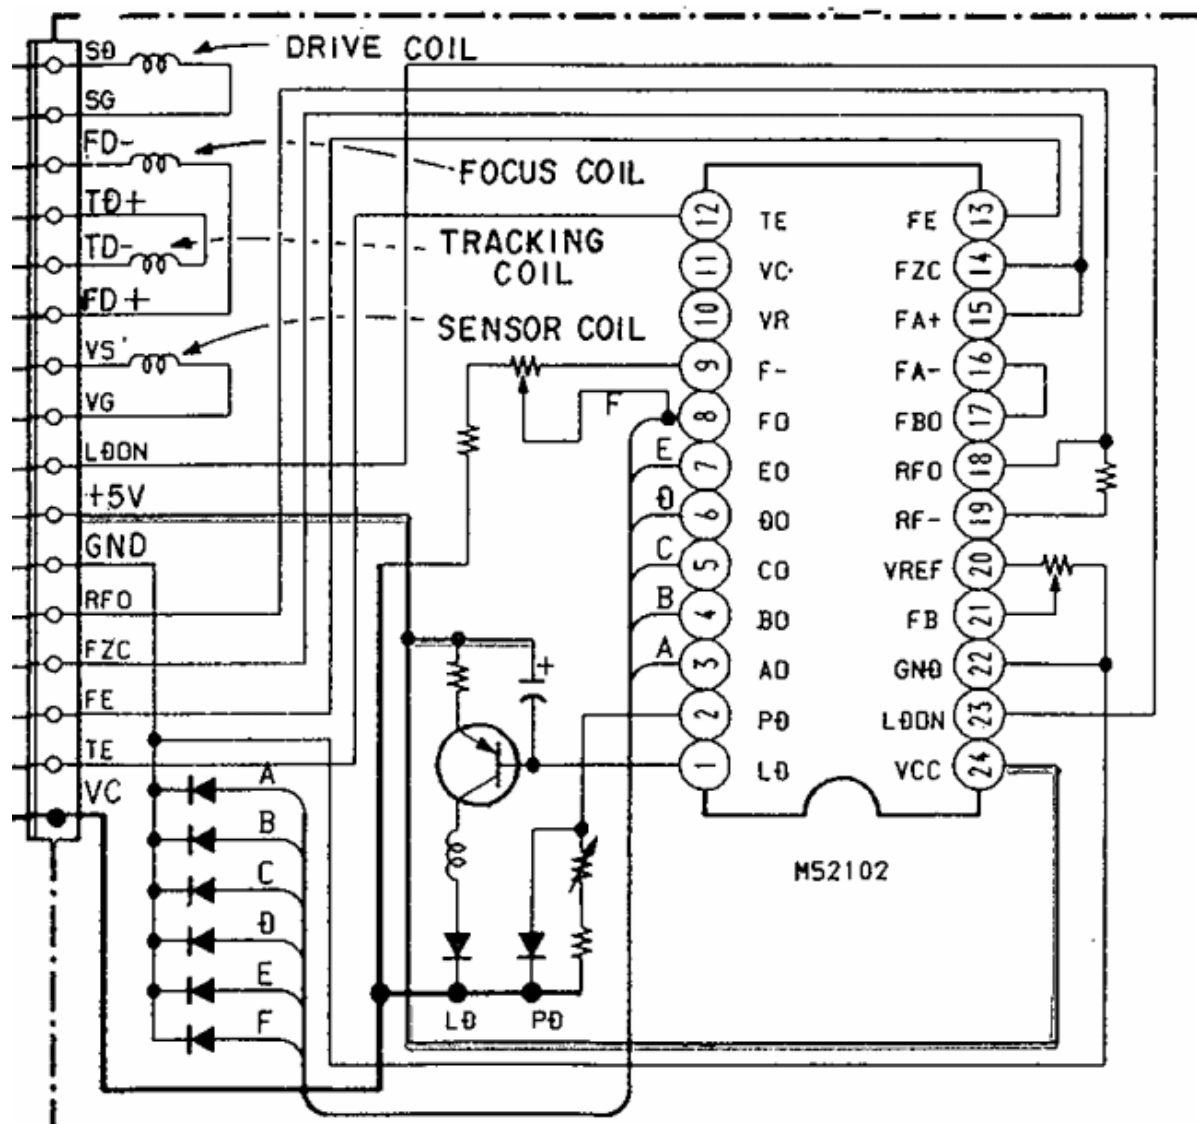 SD
DRIVE COIL
SG
FD-
FOCUS COIL
TD+
TD-
TRACKING
COIL
FD+
SENSOR COIL
VS
VG
LDON
+5V
GND
RFO
FZC
FE
TE
VC
A
B
C
D
E
F
F
E
D
C
B
A
LD
PD
12 TE
11 VC
10 VR
9 F-
8 FO
7 EO
6 DO
5 CO
4 BO
3 AO
2 PD
1 LD
FE 13
FZC 14
FA+ 15
FA- 16
FBO 17
RFO 18
RF- 19
VREF 20
FB 21
GND 22
LDON 23
VCC 24
M52102
+